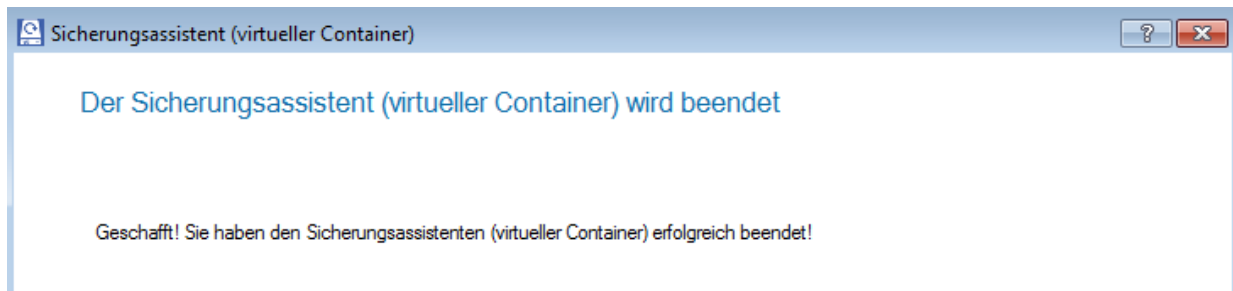 Sicherungsassistent (virtueller Container)
?
Der Sicherungsassistent (virtueller Container) wird beendet
Geschafft! Sie haben den Sicherungsassistenten (virtueller Container) erfolgreich beendet!